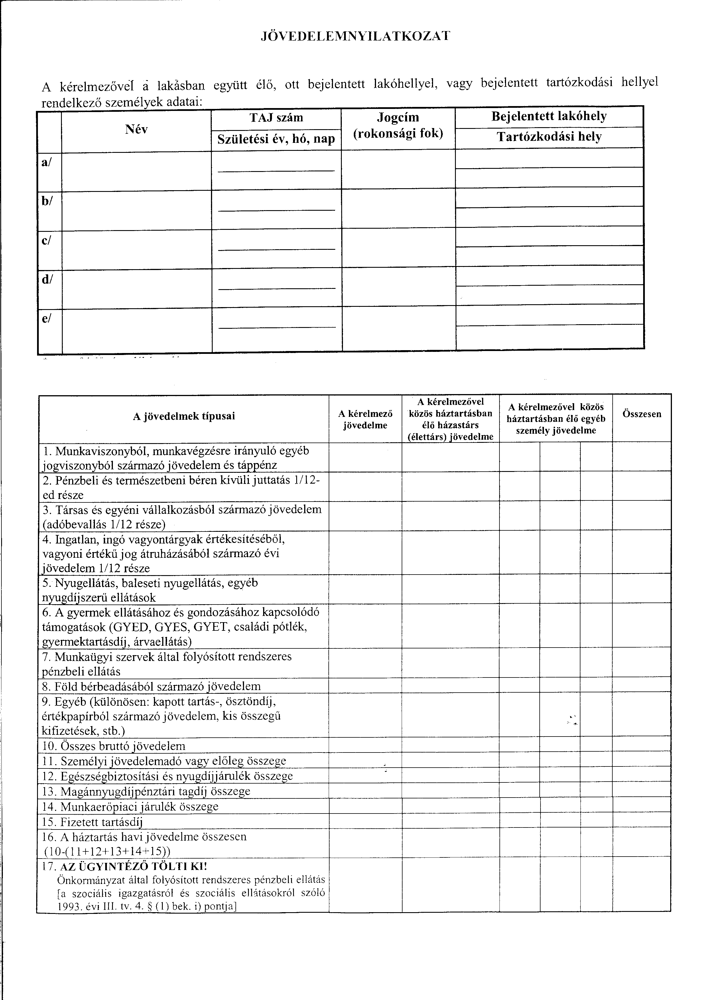 JÖVEDELEMNYILATKOZAT
A kérelmezővel a lakásban együtt élő, ott bejelentett lakóhellyel, vagy bejelentett tartózkodási hellyel
rendelkező személyek adatai:
Név
TAJ szám
Születési év, hó, nap
Jogcím
(rokonsági fok)
Bejelentett lakóhely
Tartózkodási hely
a/
b/
c/
d/
e/
A jövedelmek típusai
A kérelmező
jövedelme
A kérelmezővel
közös háztartásban
élő házastárs
(élettárs) jövedelme
A kérelmezővel közös
háztartásban élő egyéb
személy jövedelme
Összesen
1. Munkaviszonyból, munkavégzésre irányuló egyéb
jogviszonyból származó jövedelem és táppénz
2. Pénzbeli és természetbeni béren kívüli juttatás 1/12-
ed része
3. Társas és egyéni vállalkozásból származó jövedelem
(adóbevallás 1/12 része)
4. Ingatlan, ingó vagyontárgyak értékesítéséből,
vagyoni értékű jog átruházásából származó évi
jövedelem 1/12 része
5. Nyugellátás, baleseti nyugellátás, egyéb
nyugdíjszerű ellátások
6. A gyermek ellátásához és gondozásához kapcsolódó
támogatások (GYED, GYES, GYET, családi pótlék,
gyermektartásdíj, árvaellátás)
7. Munkaügyi szervek által folyósított rendszeres
pénzbeli ellátás
8. Föld bérbeadásából származó jövedelem
9. Egyéb (különösen: kapott tartás-, ösztöndíj,
értékpapírból származó jövedelem, kis összegű
kifizetések, stb.)
10. Összes bruttó jövedelem
11. Személyi jövedelemadó vagy előleg összege
12. Egészségbiztosítási és nyugdíjjárulék összege
13. Magánnyugdíjpénztári tagdíj összege
14. Munkaerőpiaci járulék összege
15. Fizetett tartásdíj
16. A háztartás havi jövedelme összesen
(10-(11+12+13+14+15))
17. AZ ÜGYINTÉZŐ TÖLTI KI!
Önkormányzat által folyósított rendszeres pénzbeli ellátás
[a szociális igazgatásról és szociális ellátásokról szóló
1993. évi III. tv. 4. § (1) bek. i) pontja]